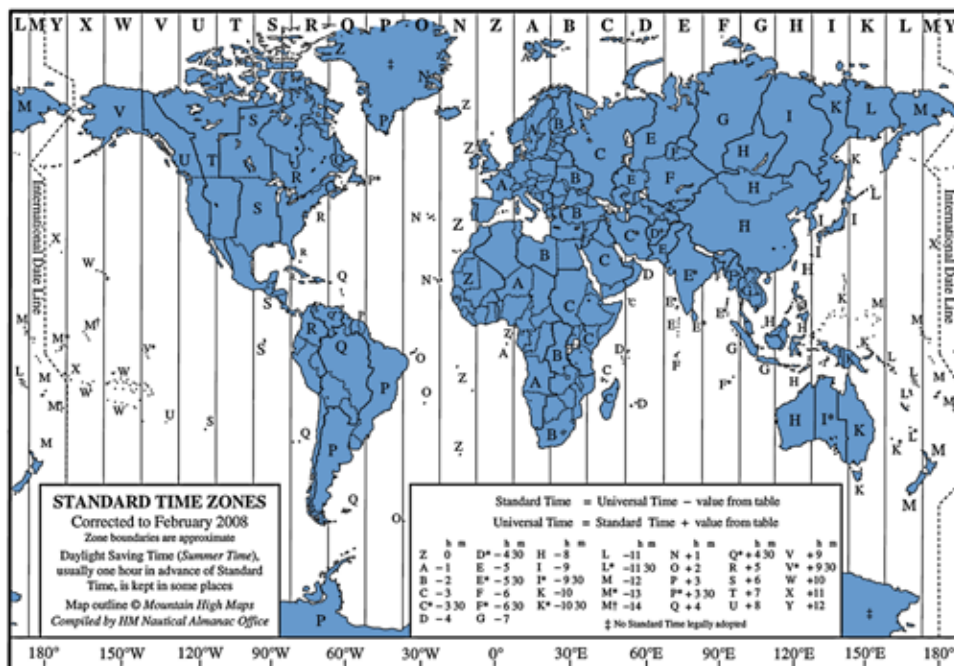 L M Y X W V U T S R Q P O N Z A B C D E F G H I K L M Y
International Date Line
International Date Line
STANDARD TIME ZONES
Corrected to February 2008
Zone boundaries are approximate
Daylight Saving Time (Summer Time),
usually one hour in advance of Standard
Time, is kept in some places
Map outline © Mountain High Maps
Compiled by HM Nautical Almanac Office
Standard Time = Universal Time – value from table
Universal Time = Standard Time + value from table
h m h m h m h m h m h m h m
Z 0 D* – 4 30 H – 8 L – 11 N + 1 Q* + 4 30 V + 9
A – 1 E – 5 I – 9 L* – 11 30 O + 2 R + 5 V* + 9 30
B – 2 E* – 5 30 I* – 9 30 M – 12 P + 3 S + 6 W + 10
C – 3 F – 6 K – 10 M* – 13 P* + 3 30 T + 7 X + 11
C* – 3 30 F* – 6 30 K* – 10 30 M† – 14 Q + 4 U + 8 Y + 12
D – 4 G – 7 ‡ No Standard Time legally adopted
180° 150°W 120°W 90°W 60°W 30°W 0° 30°E 60°E 90°E 120°E 150°E 180°